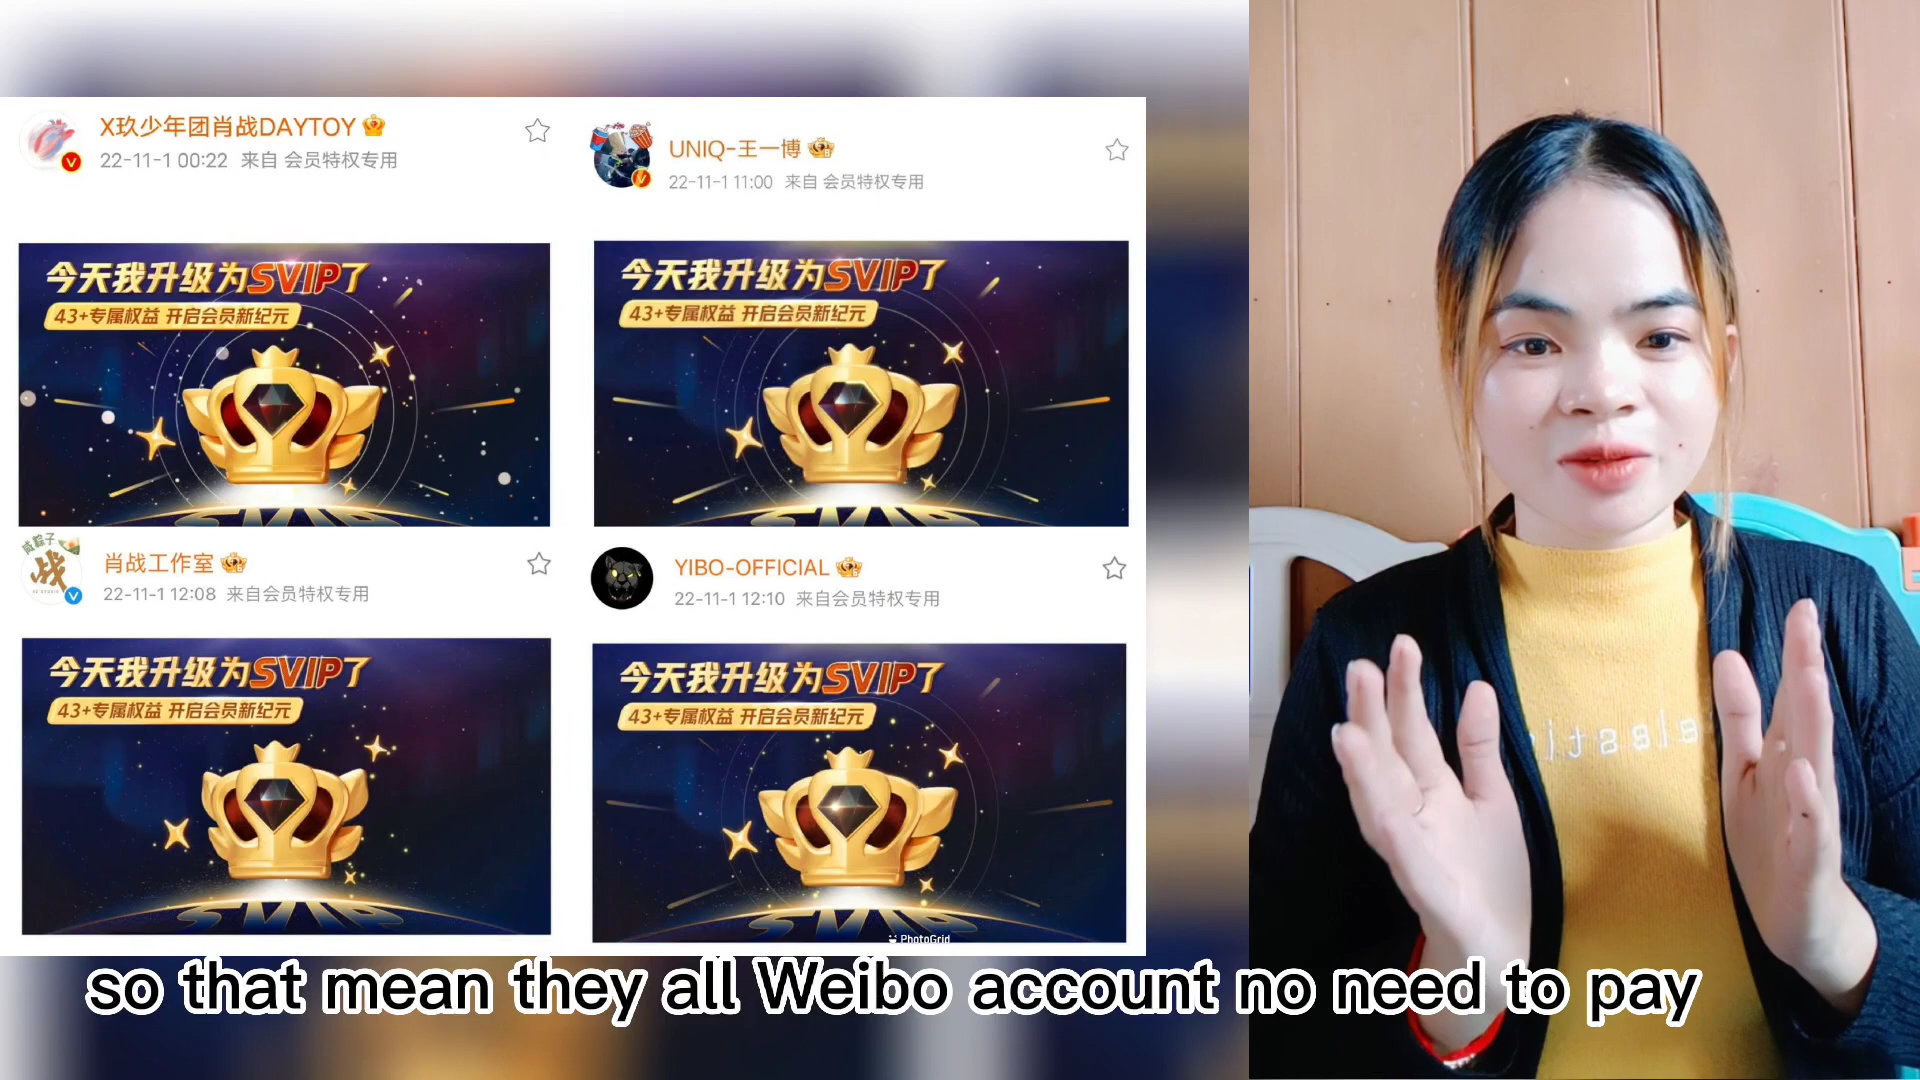 X玖少年团肖战DAYTOY
22-11-1 00:22 来自 会员特权专用
今天我升级为SVIP了
43+专属权益 开启会员新纪元
SVIP
UNIQ-王一博
22-11-1 11:00 来自 会员特权专用
今天我升级为SVIP了
43+专属权益 开启会员新纪元
SVIP
战
肖战工作室
22-11-1 12:08 来自会员特权专用
今天我升级为SVIP了
43+专属权益 开启会员新纪元
SVIP
YIBO-OFFICIAL
22-11-1 12:10 来自会员特权专用
今天我升级为SVIP了
43+专属权益 开启会员新纪元
SVIP
PhotoGrid
so that mean they all Weibo account no need to pay